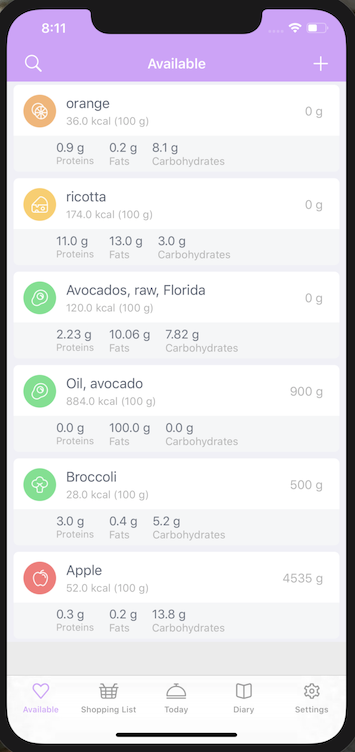 8:11
Available
orange
36.0 kcal (100 g)
0 g
0.9 g 0.2 g 8.1 g
Proteins Fats Carbohydrates
ricotta
174.0 kcal (100 g)
0 g
11.0 g 13.0 g 3.0 g
Proteins Fats Carbohydrates
Avocados, raw, Florida
120.0 kcal (100 g)
0 g
2.23 g 10.06 g 7.82 g
Proteins Fats Carbohydrates
Oil, avocado
884.0 kcal (100 g)
900 g
0.0 g 100.0 g 0.0 g
Proteins Fats Carbohydrates
Broccoli
28.0 kcal (100 g)
500 g
3.0 g 0.4 g 5.2 g
Proteins Fats Carbohydrates
Apple
52.0 kcal (100 g)
4535 g
0.3 g 0.2 g 13.8 g
Proteins Fats Carbohydrates
Available Shopping List Today Diary Settings